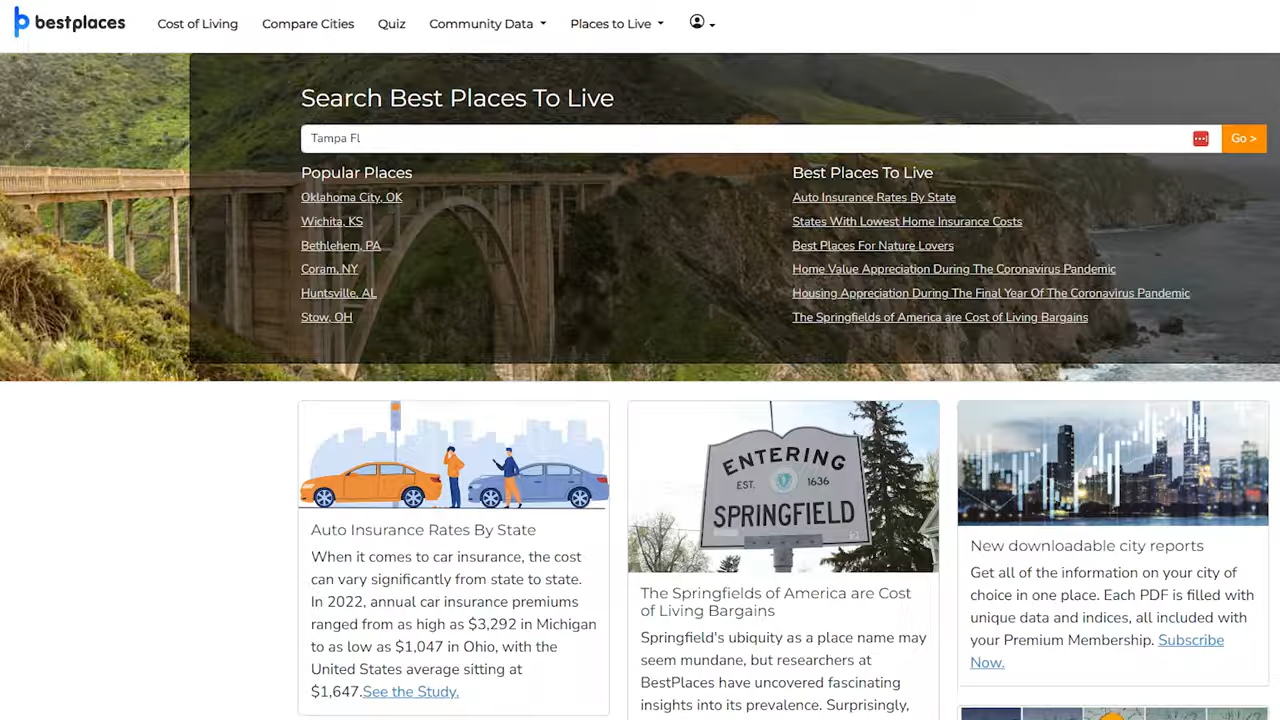 bestplaces
Cost of Living
Compare Cities
Quiz
Community Data
Places to Live
Search Best Places To Live
Tampa Fl
Go >
Popular Places
Oklahoma City, OK
Wichita, KS
Bethlehem, PA
Coram, NY
Huntsville, AL
Stow, OH
Best Places To Live
Auto Insurance Rates By State
States With Lowest Home Insurance Costs
Best Places For Nature Lovers
Home Value Appreciation During The Coronavirus Pandemic
Housing Appreciation During The Final Year Of The Coronavirus Pandemic
The Springfields of America are Cost of Living Bargains
Auto Insurance Rates By State
When it comes to car insurance, the cost
can vary significantly from state to state.
In 2022, annual car insurance premiums
ranged from as high as $3,292 in Michigan
to as low as $1,047 in Ohio, with the
United States average sitting at
$1,647.See the Study.
ENTERING
EST. 1636
SPRINGFIELD
The Springfields of America are Cost
of Living Bargains
Springfield's ubiquity as a place name may
seem mundane, but researchers at
BestPlaces have uncovered fascinating
insights into its prevalence. Surprisingly,
New downloadable city reports
Get all of the information on your city of
choice in one place. Each PDF is filled with
unique data and indices, all included with
your Premium Membership. Subscribe
Now.